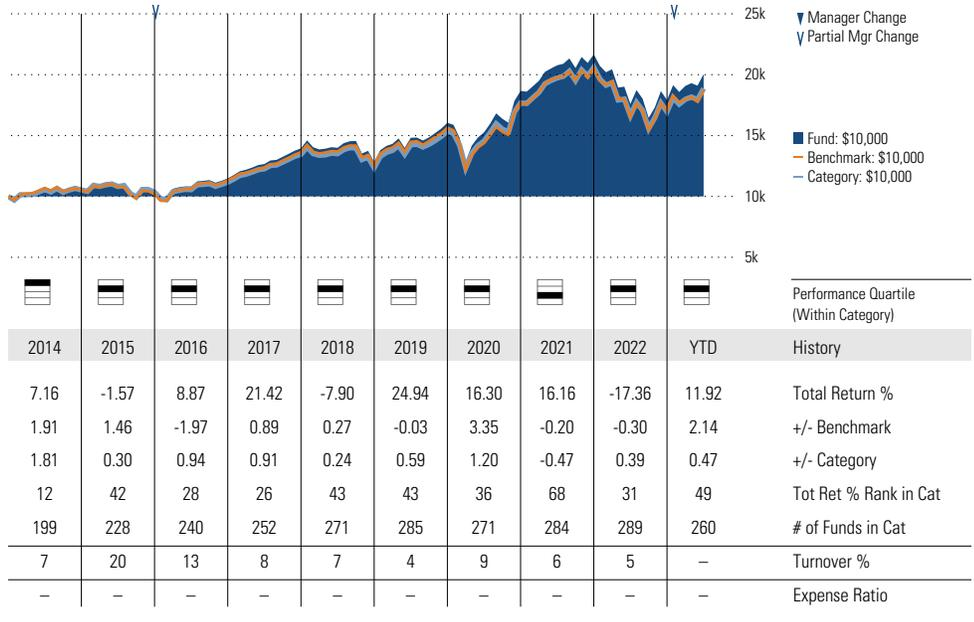 25k
▼ Manager Change
Partial Mgr Change
20k
15k
Fund: $10,000
Benchmark: $10,000
Category: $10,000
10k
5k
Performance Quartile
(Within Category)
2014 2015 2016 2017 2018 2019 2020 2021 2022 YTD History
7.16 -1.57 8.87 21.42 -7.90 24.94 16.30 16.16 -17.36 11.92 Total Return %
1.91 1.46 -1.97 0.89 0.27 -0.03 3.35 -0.20 -0.30 2.14 +/- Benchmark
1.81 0.30 0.94 0.91 0.24 0.59 1.20 -0.47 0.39 0.47 +/- Category
12 42 28 26 43 43 36 68 31 49 Tot Ret % Rank in Cat
199 228 240 252 271 285 271 284 289 260 # of Funds in Cat
7 20 13 8 7 4 9 6 5 – Turnover %
– – – – – – – – – – Expense Ratio